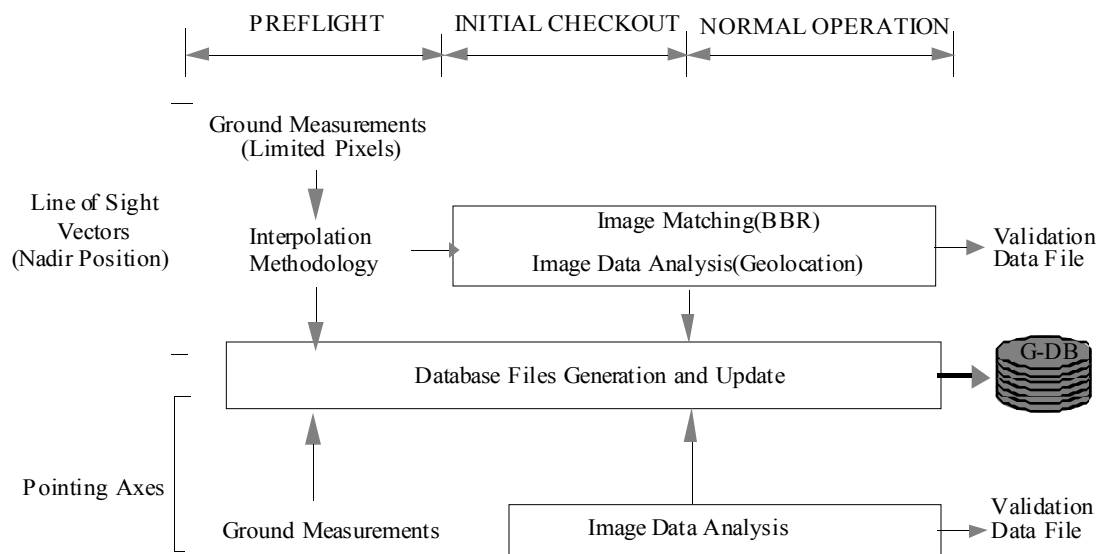 PREFLIGHT
INITIAL CHECKOUT
NORMAL OPERATION
Ground Measurements
(Limited Pixels)
Line of Sight
Vectors
(Nadir Position)
Interpolation
Methodology
Image Matching(BBR)
Image Data Analysis(Geolocation)
Validation
Data File
Database Files Generation and Update
G-DB
Pointing Axes
Ground Measurements
Image Data Analysis
Validation
Data File